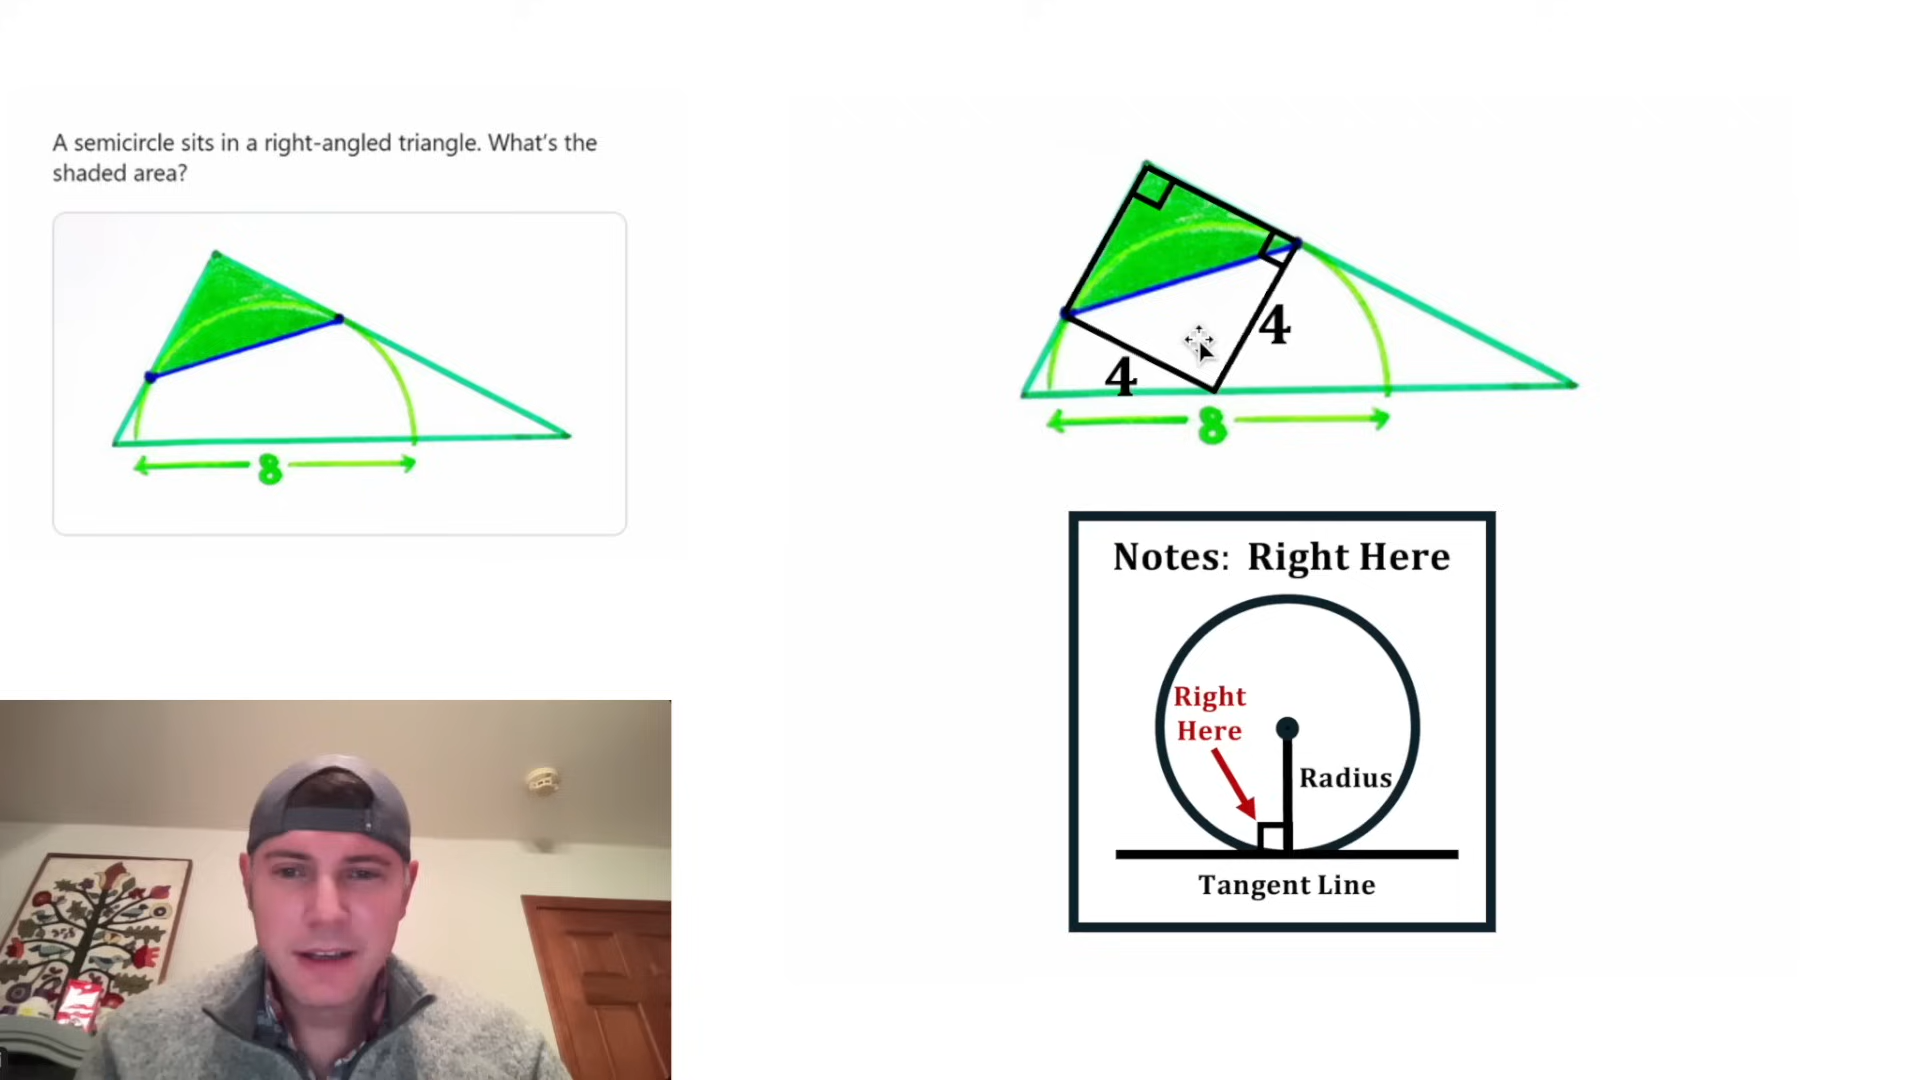 A semicircle sits in a right-angled triangle. What's the
shaded area?
8
4
4
8
Notes: Right Here
Right
Here
Radius
Tangent Line